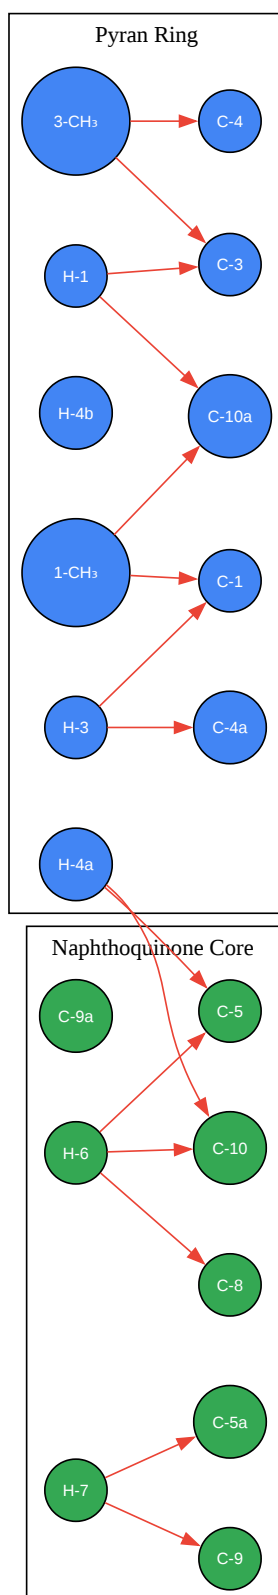 Pyran Ring
3-CH₃
C-4
H-1
C-3
H-4b
C-10a
1-CH₃
C-1
H-3
C-4a
H-4a
Naphthoquinone Core
C-9a
C-5
H-6
C-10
C-8
C-5a
H-7
C-9